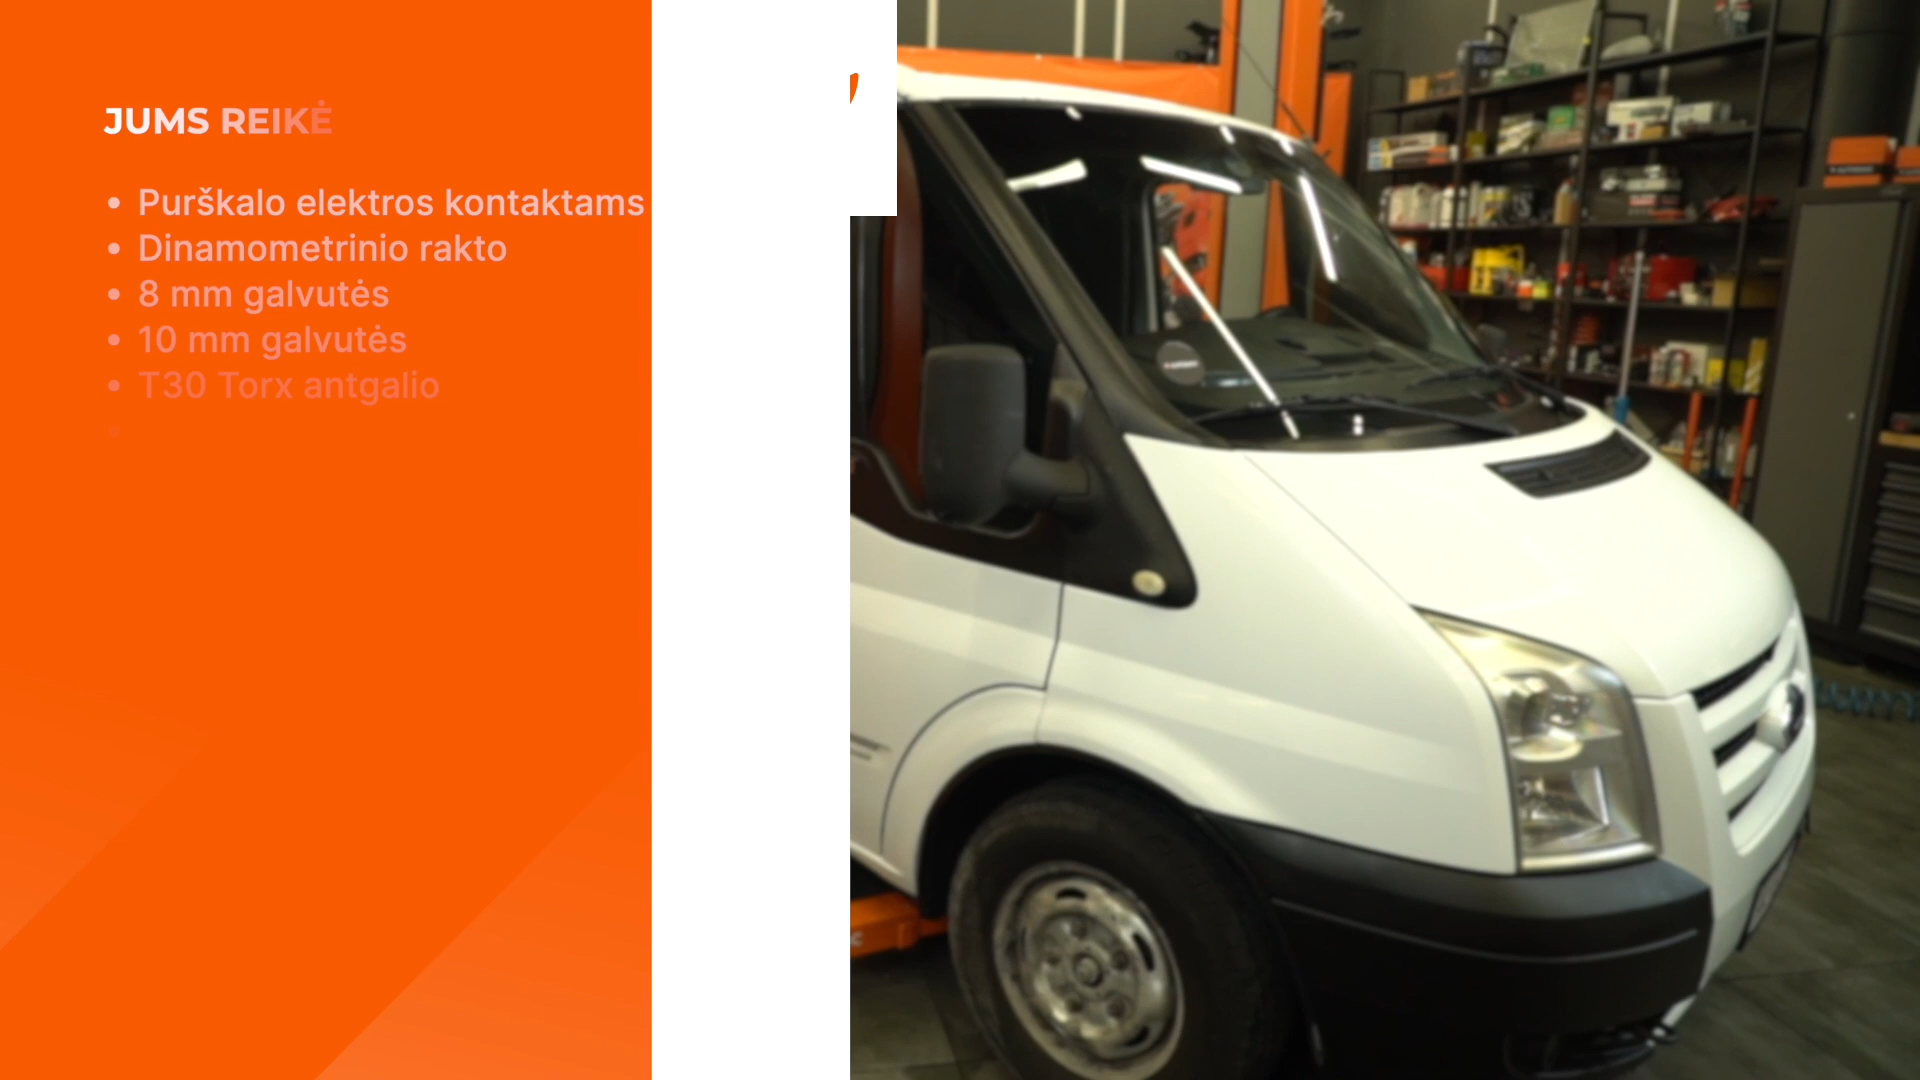 JUMS REIKĖ
• Purškalo elektros kontaktams
• Dinamometrinio rakto
• 8 mm galvutės
• 10 mm galvutės
• T30 Torx antgalio